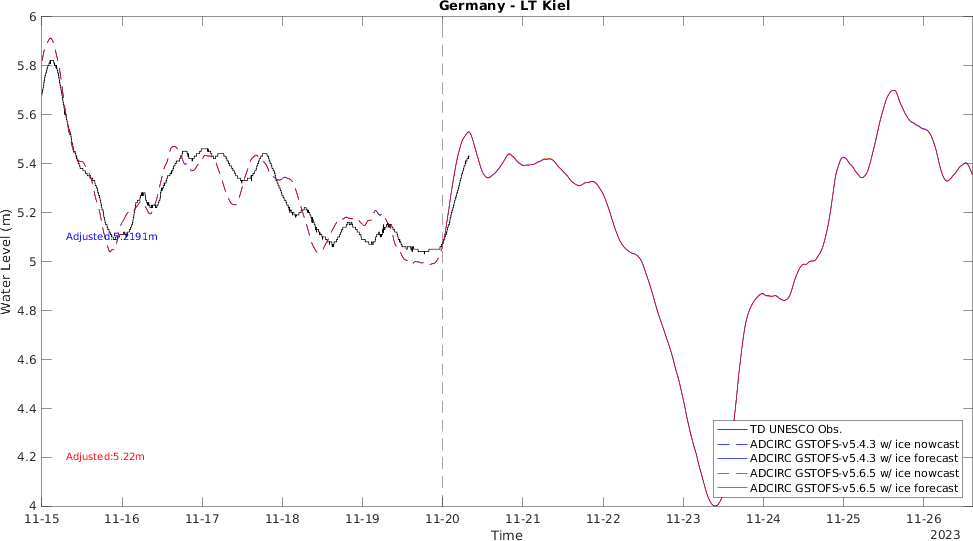 Germany - LT Kiel
6
5.8
5.6
5.4
5.2
5
4.8
4.6
4.4
4.2
4
Water Level (m)
Adjusted:5.2191m
Adjusted:5.22m
TD UNESCO Obs.
ADCIRC GSTOFS-v5.4.3 w/ ice nowcast
ADCIRC GSTOFS-v5.4.3 w/ ice forecast
ADCIRC GSTOFS-v5.6.5 w/ ice nowcast
ADCIRC GSTOFS-v5.6.5 w/ ice forecast
11-15 11-16 11-17 11-18 11-19 11-20 11-21 11-22 11-23 11-24 11-25 11-26
Time
2023